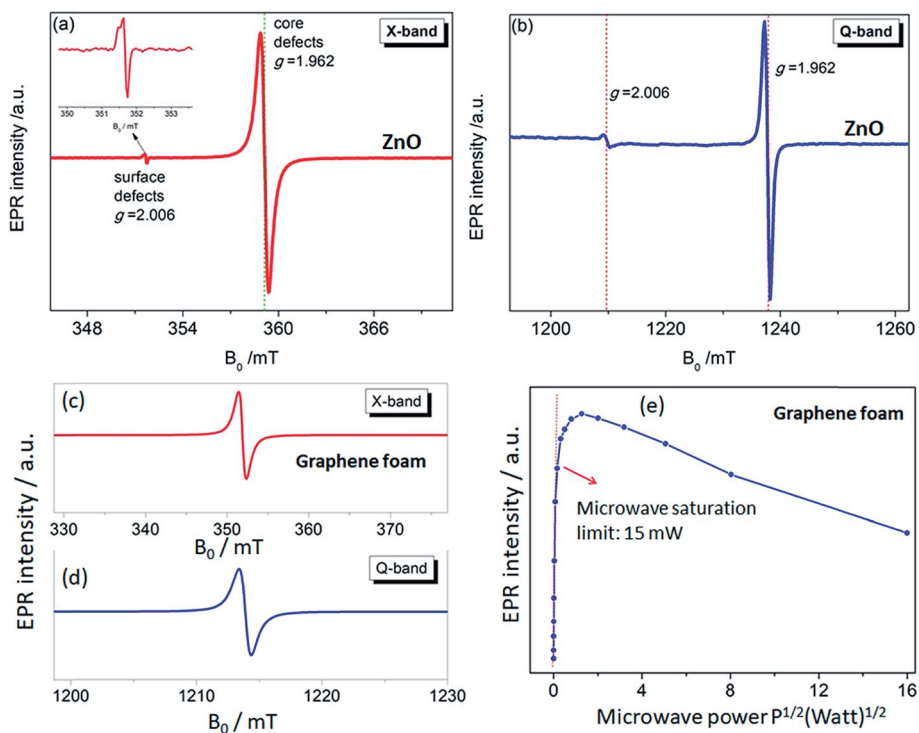 (a)
X-band
core
defects
g=1.962
ZnO
surface
defects
g=2.006
350 351 352 353
B0 / mT
EPR intensity /a.u.
348 354 360 366
B0 /mT
(b)
Q-band
g=2.006
g=1.962
ZnO
EPR intensity /a.u.
1200 1220 1240 1260
B0 /mT
(c)
X-band
Graphene foam
330 340 350 360 370
B0 / mT
(d)
Q-band
EPR intensity / a.u.
1200 1210 1220 1230
B0 / mT
(e)
Graphene foam
Microwave saturation
limit: 15 mW
EPR intensity / a.u.
0 4 8 12 16
Microwave power P1/2(Watt)1/2